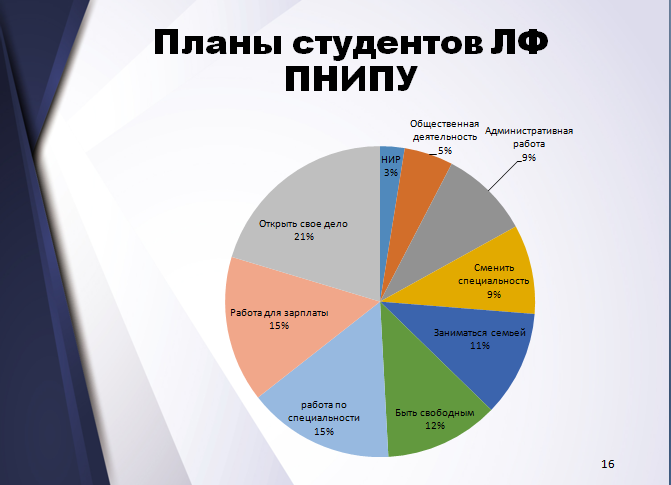 Планы студентов ЛФ
ПНИПУ
НИР
3%
Общественная
деятельность
5%
Административная
работа
9%
Сменить
специальность
9%
Заниматься семьей
11%
Быть свободным
12%
работа по
специальности
15%
Работа для зарплаты
15%
Открыть свое дело
21%
16